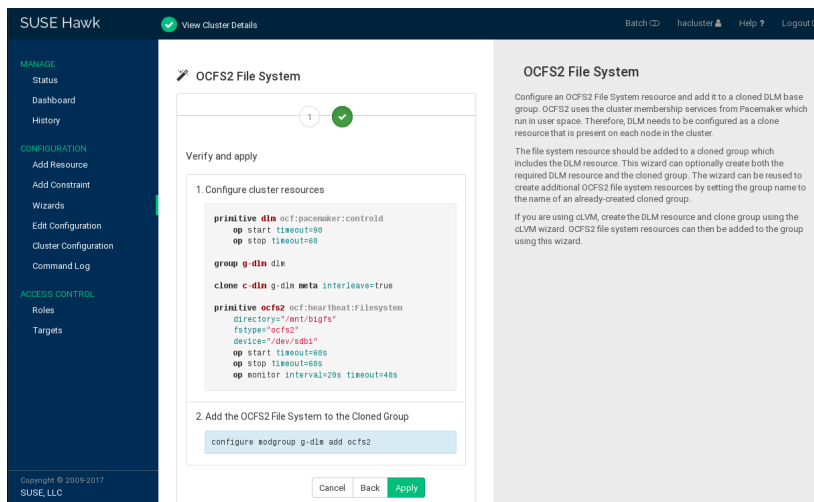 SUSE Hawk
View Cluster Details
Batch
hacluster
Help ?
Logout
MANAGE
Status
Dashboard
History
CONFIGURATION
Add Resource
Add Constraint
Wizards
Edit Configuration
Cluster Configuration
Command Log
ACCESS CONTROL
Roles
Targets
Copyright © 2009-2017
SUSE, LLC
OCFS2 File System
1
Verify and apply
1. Configure cluster resources
primitive dlm ocf:pacemaker:controld
op start timeout=90
op stop timeout=60
group g-dlm dlm
clone c-dlm g-dlm meta interleave=true
primitive ocfs2 ocf:heartbeat:Filesystem
directory="/mnt/bigfs"
fstype="ocfs2"
device="/dev/sdb1"
op start timeout=60s
op stop timeout=60s
op monitor interval=20s timeout=40s
2. Add the OCFS2 File System to the Cloned Group
configure modgroup g-dlm add ocfs2
Cancel
Back
Apply
OCFS2 File System
Configure an OCFS2 File System resource and add it to a cloned DLM base
group. OCFS2 uses the cluster membership services from Pacemaker which
run in user space. Therefore, DLM needs to be configured as a clone
resource that is present on each node in the cluster.
The file system resource should be added to a cloned group which
includes the DLM resource. This wizard can optionally create both the
required DLM resource and the cloned group. The wizard can be reused to
create additional OCFS2 file system resources by setting the group name to
the name of an already-created cloned group.
If you are using cLVM, create the DLM resource and clone group using the
cLVM wizard. OCFS2 file system resources can then be added to the group
using this wizard.